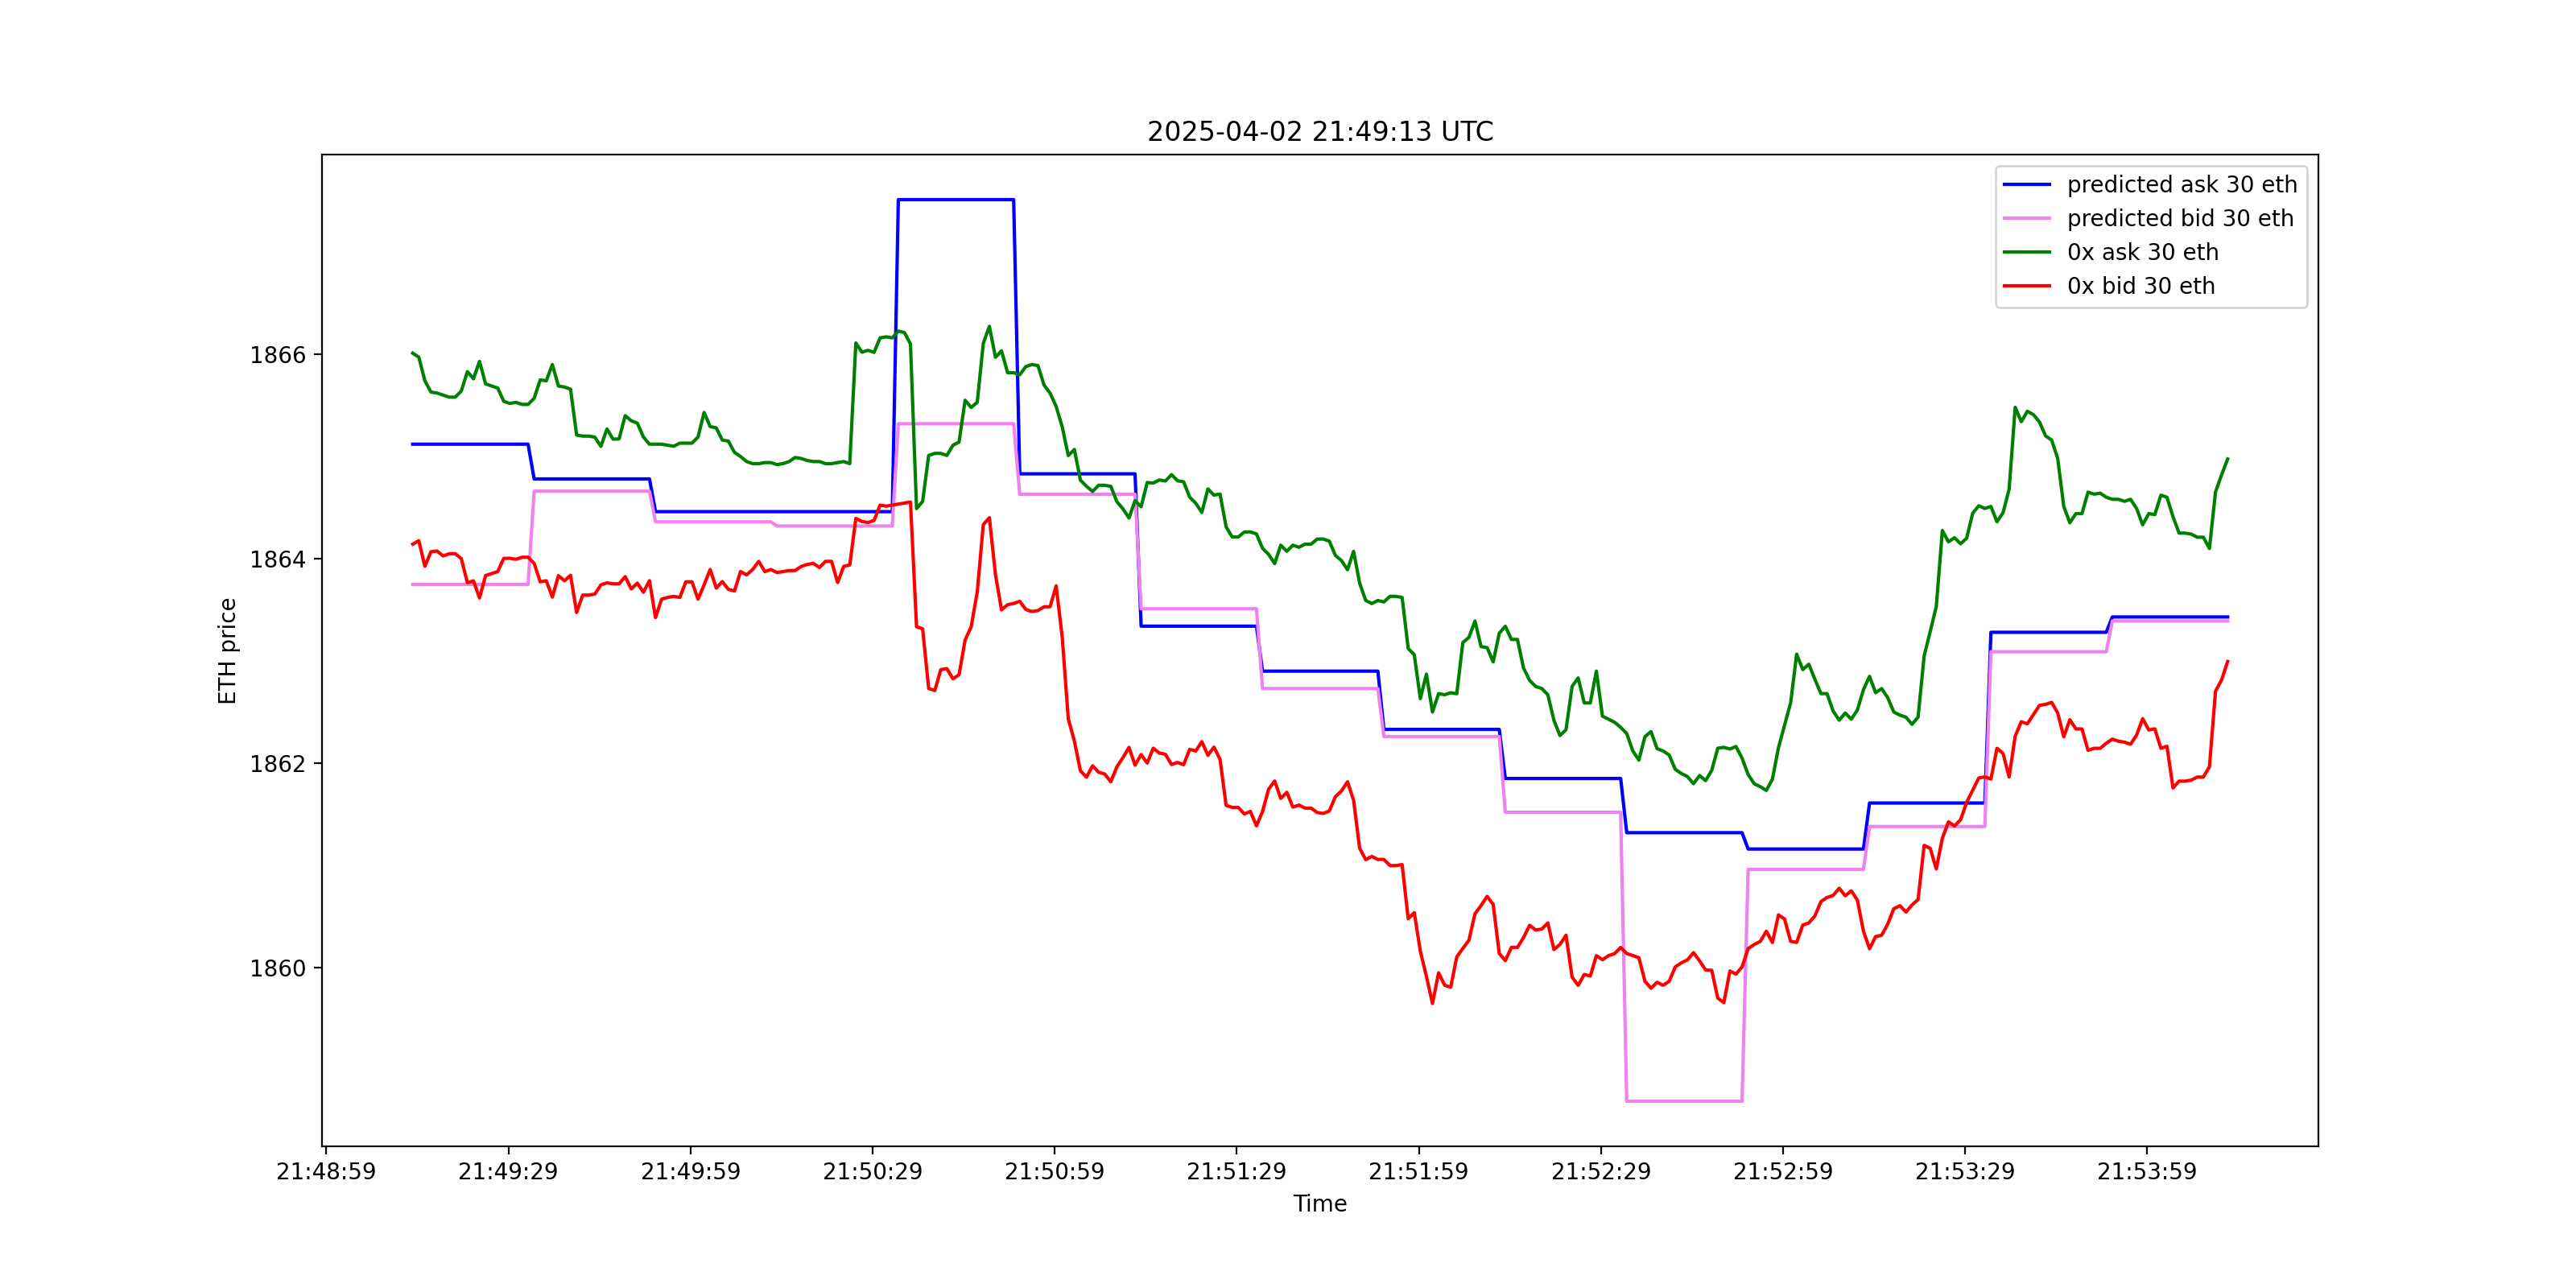 2025-04-02 21:49:13 UTC
predicted ask 30 eth
predicted bid 30 eth
0x ask 30 eth
0x bid 30 eth
1866
1864
1862
1860
ETH price
21:48:59 21:49:29 21:49:59 21:50:29 21:50:59 21:51:29 21:51:59 21:52:29 21:52:59 21:53:29 21:53:59
Time